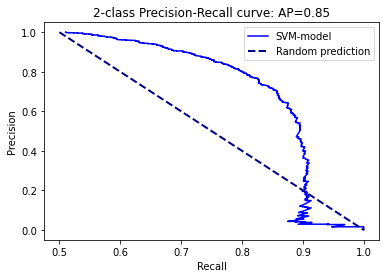 2-class Precision-Recall curve: AP=0.85
SVM-model
Random prediction
Precision
1.0
0.8
0.6
0.4
0.2
0.0
0.5 0.6 0.7 0.8 0.9 1.0
Recall